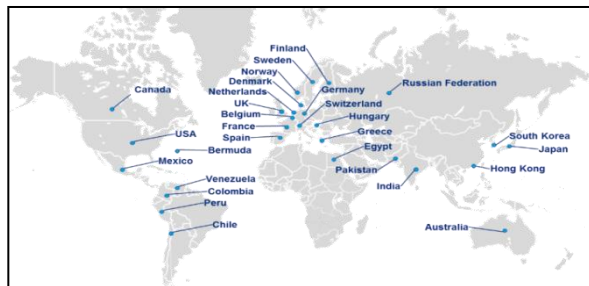 Finland
Sweden
Norway
Denmark
Netherlands
Germany
Russian Federation
Canada
UK
Switzerland
Belgium
Hungary
USA
France
Greece
South Korea
Bermuda
Spain
Egypt
Japan
Mexico
Pakistan
Hong Kong
Venezuela
India
Colombia
Peru
Chile
Australia